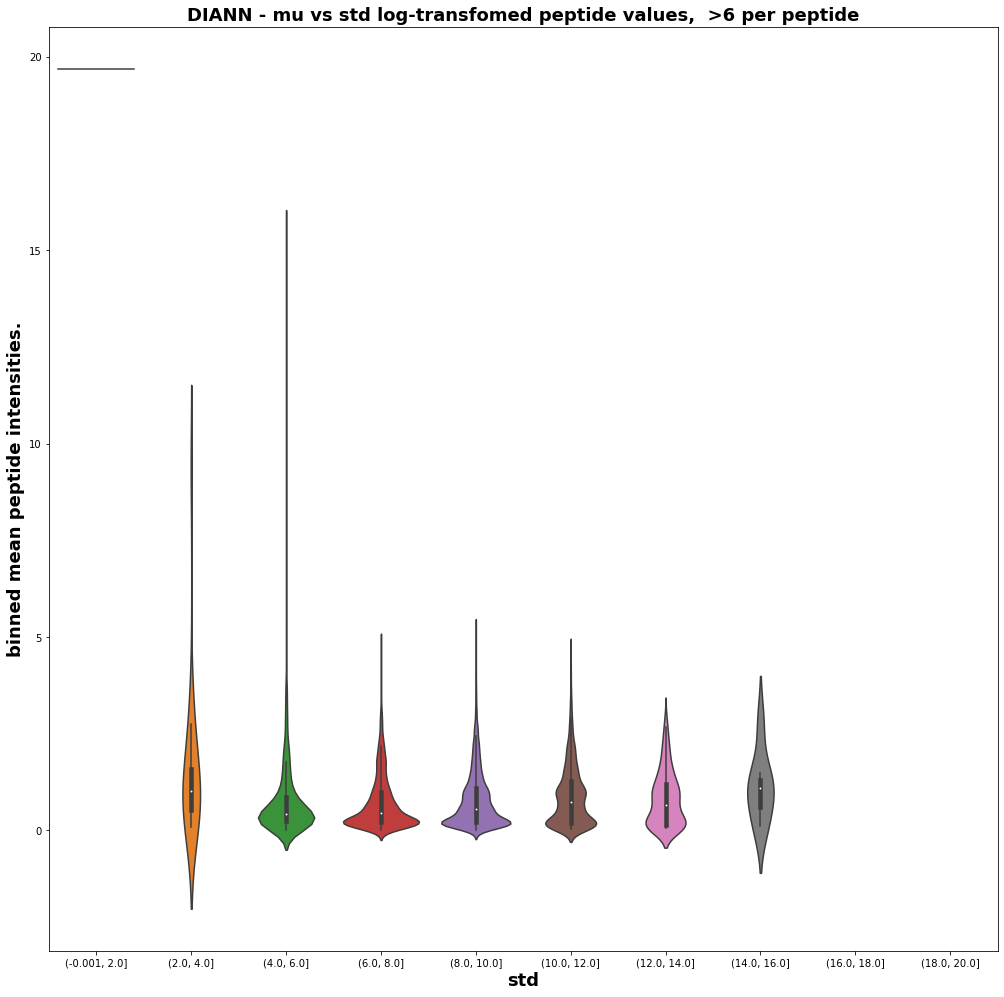 DIANN - mu vs std log-transfomed peptide values,  >6 per peptide
binned mean peptide intensities.
20
15
10
5
0
(-0.001, 2.0] (2.0, 4.0] (4.0, 6.0] (6.0, 8.0] (8.0, 10.0] (10.0, 12.0] (12.0, 14.0] (14.0, 16.0] (16.0, 18.0] (18.0, 20.0]
std